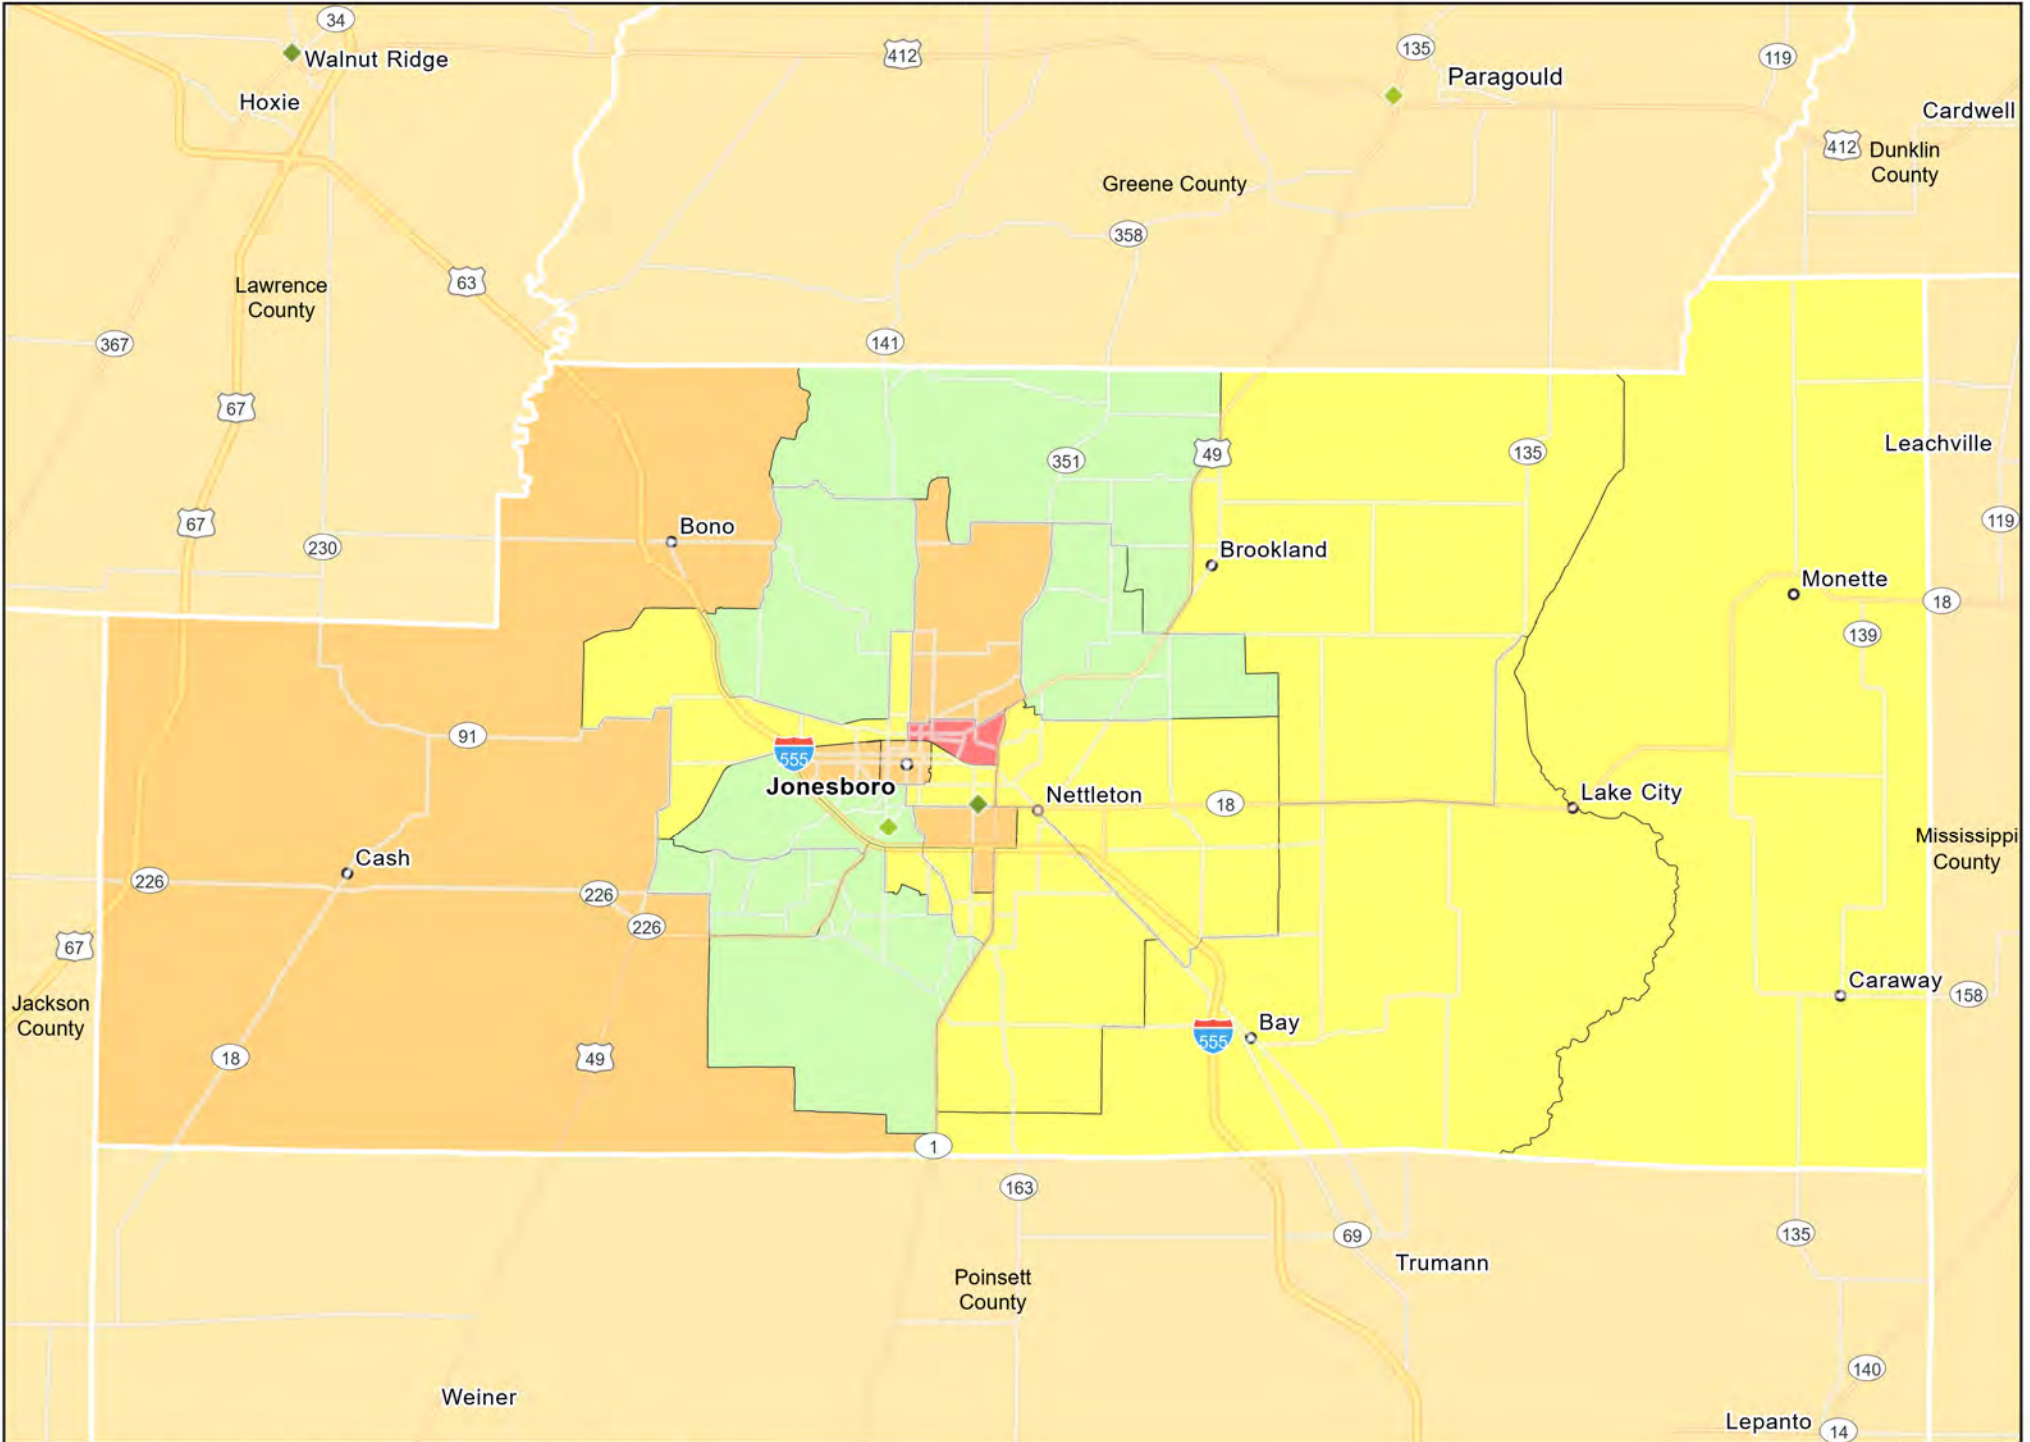 34
Walnut Ridge
412
135
Paragould
119
Hoxie
Cardwell
412
Dunklin
County
Greene County
358
63
Lawrence
County
367
141
67
351
49
135
Leachville
67
230
Bono
119
Brookland
Monette
18
139
91
555
Jonesboro
Nettleton
18
Lake City
Mississippi
County
Cash
226
226
226
67
Caraway
158
Jackson
County
18
49
555
Bay
1
163
69
Trumann
135
Poinsett
County
140
Weiner
Lepanto
14